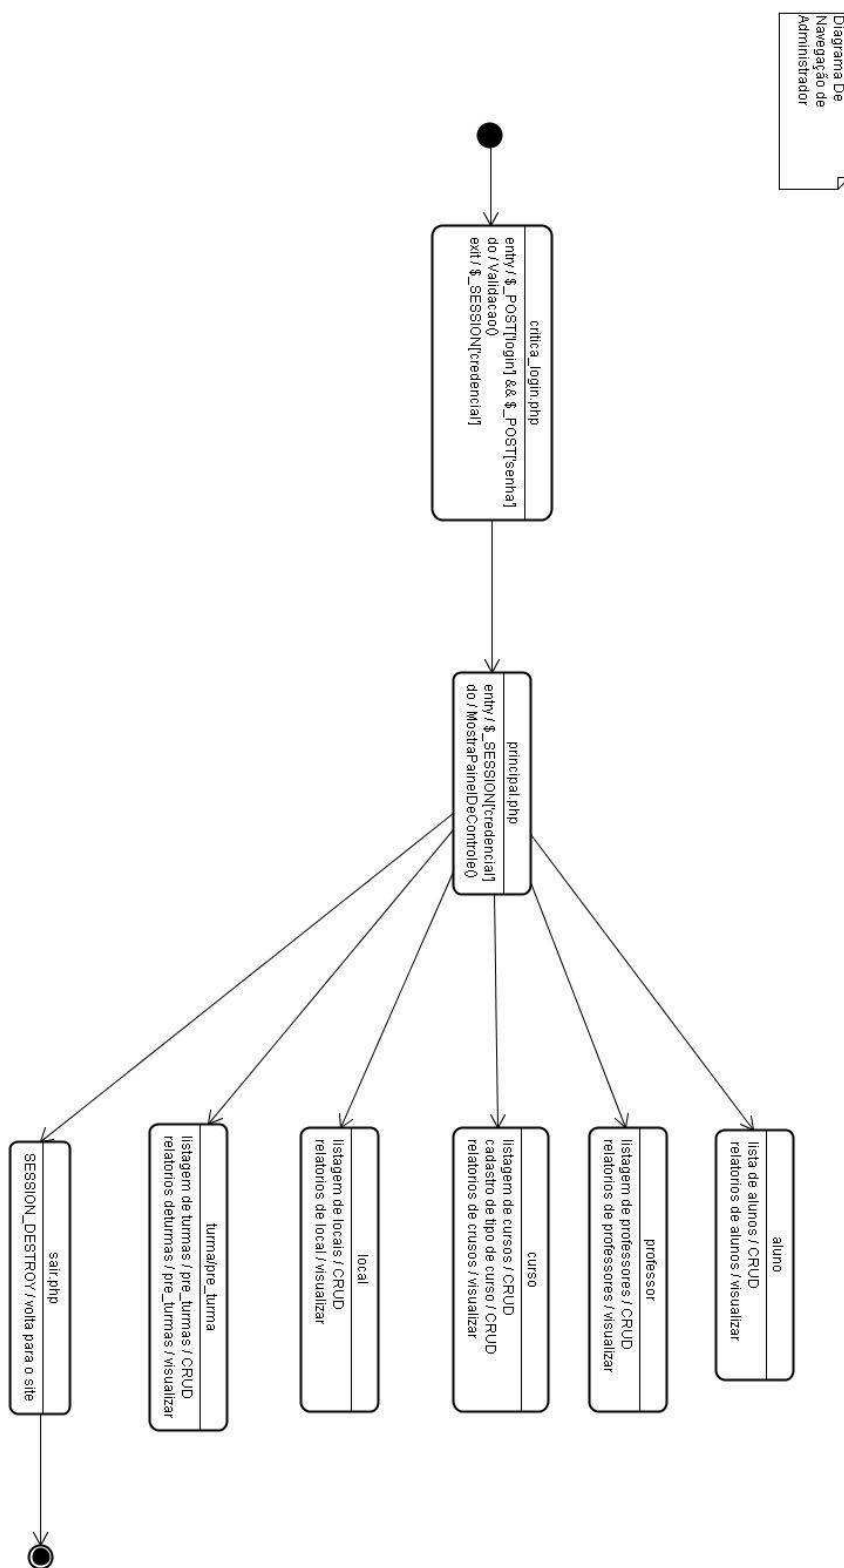 Diagrama De
Navegação de
Administrador
critica_login.php
entry / $_POST['login'] && $_POST['senha']
do / Validacao()
exit / $_SESSION['credencial']
principal.php
entry / $_SESSION['credencial']
do / MostraPainelDeControle()
aluno
lista de alunos / CRUD
relatorios de alunos / visualizar
professor
listagem de professores / CRUD
relatorios de professores / visualizar
curso
listagem de cursos / CRUD
cadastro de tipo de curso / CRUD
relatorios de crusos / visualizar
local
listagem de locais / CRUD
relatorios de local / visualizar
turma/pre_turma
listagem de turmas / pre_turmas / CRUD
relatorios deturmas / pre_turmas / visualizar
sair.php
SESSION_DESTROY / volta para o site